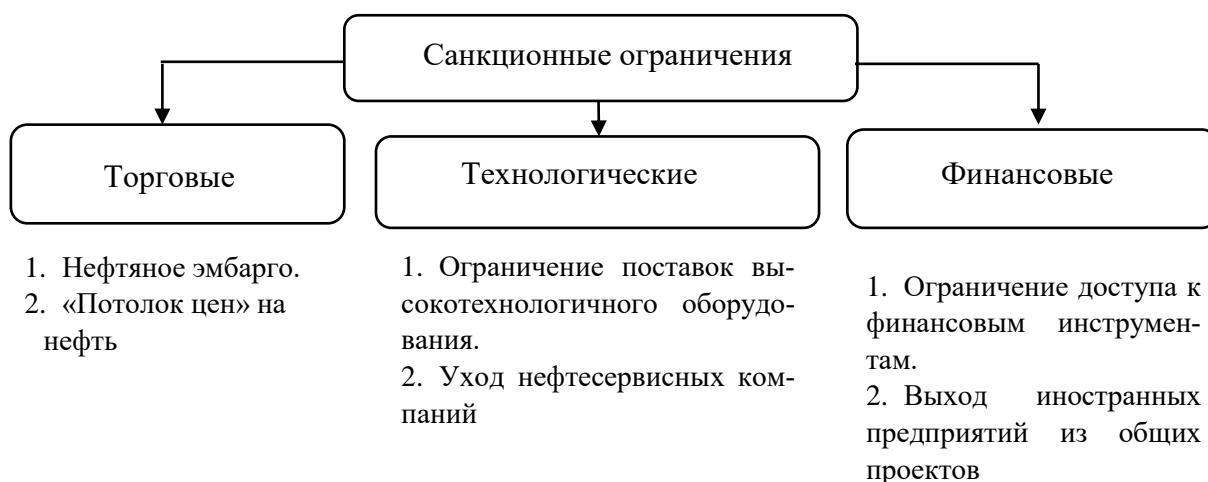 Санкционные ограничения
Торговые
1. Нефтяное эмбарго.
2. «Потолок цен» на
нефть
Технологические
1. Ограничение поставок вы-
сокотехнологичного оборудо-
вания.
2. Уход нефтесервисных ком-
паний
Финансовые
1. Ограничение доступа к
финансовым инструмен-
там.
2. Выход иностранных
предприятий из общих
проектов